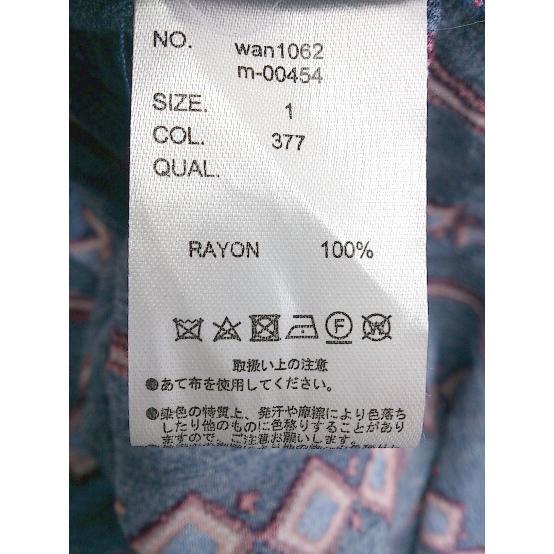 NO. wan1062
m-00454
SIZE. 1
COL. 377
QUAL.
RAYON 100%
F W
取扱い上の注意
●あて布を使用してください。
●染色の特質上、発汗や摩擦により色落ち
したり他のものに色移りすることがあり
ますので、ご注意お願いします。